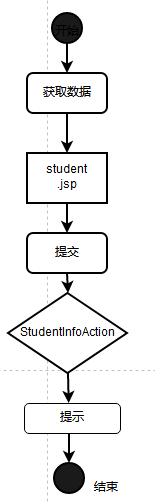 开始
获取数据
student
.jsp
提交
StudentInfoAction
提示
结束